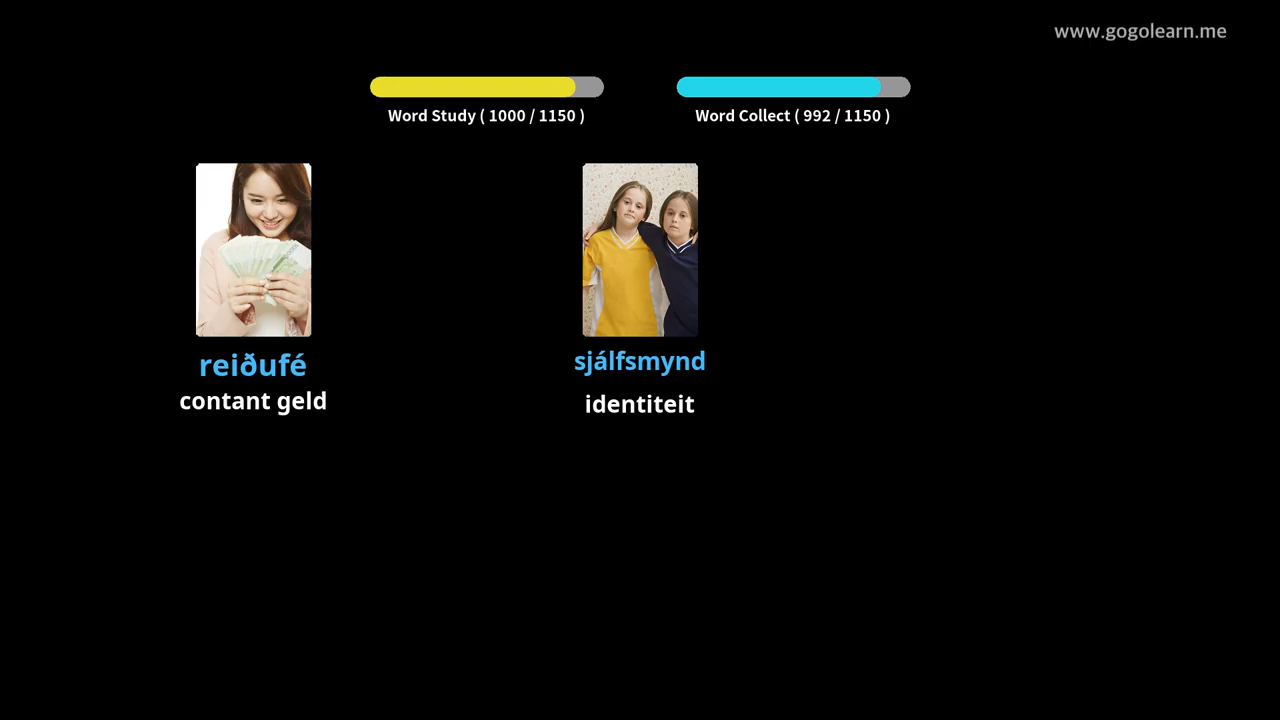 www.gogolearn.me
Word Study ( 1000 / 1150 )
Word Collect ( 992 / 1150 )
reiðufé
contant geld
sjálfsmynd
identiteit